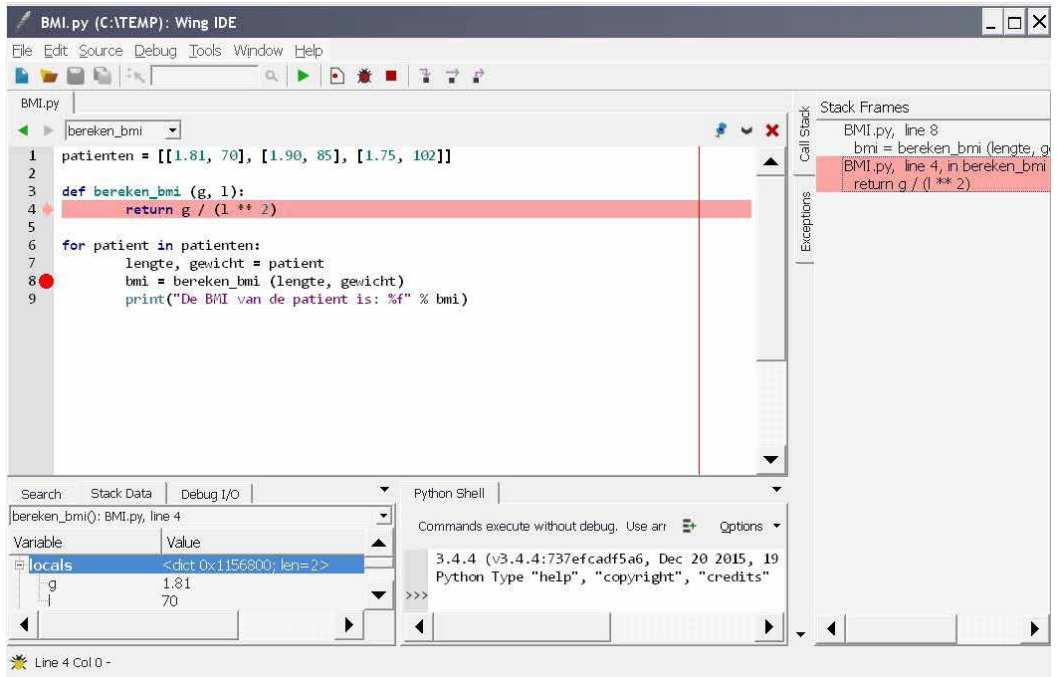 BMI.py (C:\TEMP): Wing IDE
File Edit Source Debug Tools Window Help
BMI.py
bereken_bmi
1 patienten = [[1.81, 70], [1.90, 85], [1.75, 102]]
2
3 def bereken_bmi (g, l):
4 return g / (l ** 2)
5
6 for patient in patienten:
7 lengte, gewicht = patient
8 bmi = bereken_bmi (lengte, gewicht)
9 print("De BMI van de patient is: %f" % bmi)
Call Stack
Exceptions
Stack Frames
BMI.py, line 8
bmi = bereken_bmi (lengte, g
BMI.py, line 4, in bereken_bmi
return g / (l ** 2)
Search Stack Data Debug I/O
bereken_bmi(): BMI.py, line 4
Variable Value
locals <dict 0x1156800; len=2>
g 1.81
l 70
Python Shell
Commands execute without debug. Use arr Options
3.4.4 (v3.4.4:737efcadf5a6, Dec 20 2015, 19
Python Type "help", "copyright", "credits"
>>>
Line 4 Col 0 -